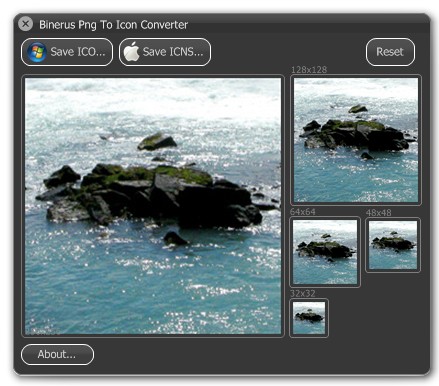 Binerus Png To Icon Converter
Save ICO...
Save ICNS...
Reset
128x128
64x64
48x48
32x32
About...